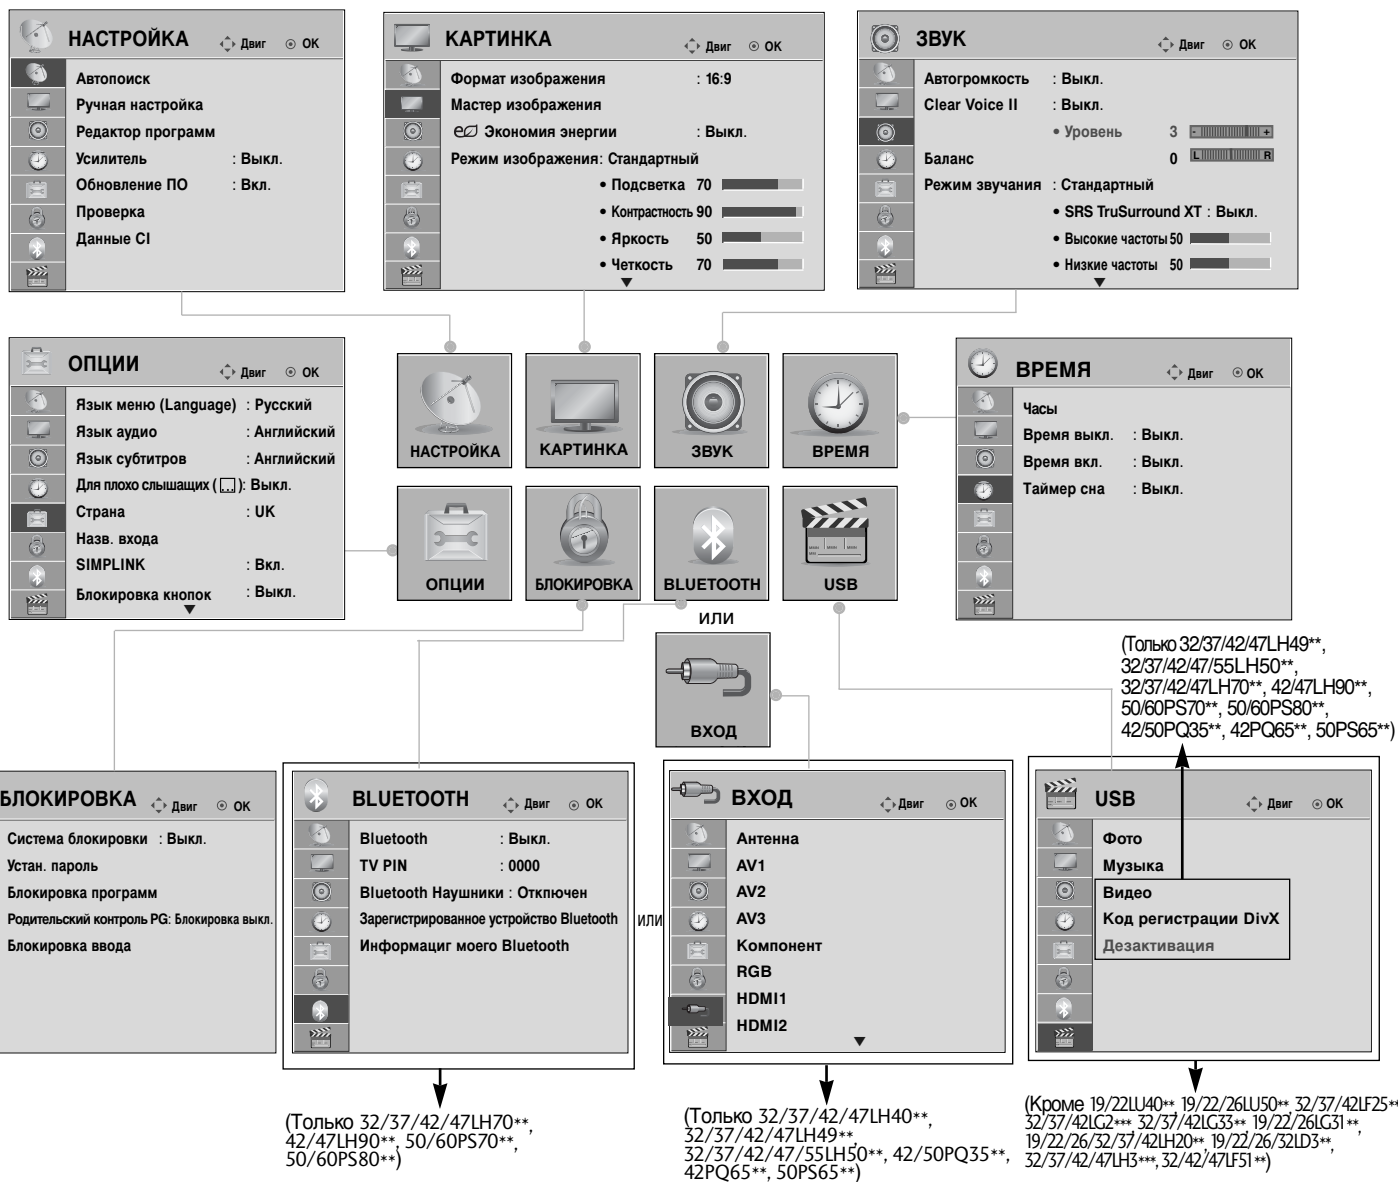 НАСТРОЙКА Двиг OK
Автопоиск
Ручная настройка
Редактор программ
Усилитель : Выкл.
Обновление ПО : Вкл.
Проверка
Данные CI
КАРТИНКА Двиг OK
Формат изображения : 16:9
Мастер изображения
Экономия энергии : Выкл.
Режим изображения: Стандартный
• Подсветка 70
• Контрастность 90
• Яркость 50
• Четкость 70
ЗВУК Двиг OK
Автогромкость : Выкл.
Clear Voice II : Выкл.
• Уровень 3 - +
Баланс 0 L R
Режим звучания : Стандартный
• SRS TruSurround XT : Выкл.
• Высокие частоты 50
• Низкие частоты 50
ОПЦИИ Двиг OK
Язык меню (Language) : Русский
Язык аудио : Английский
Язык субтитров : Английский
Для плохо слышащих ( ): Выкл.
Страна : UK
Назв. входа
SIMPLINK : Вкл.
Блокировка кнопок : Выкл.
НАСТРОЙКА
КАРТИНКА
ЗВУК
ВРЕМЯ
ОПЦИИ
БЛОКИРОВКА
BLUETOOTH
USB
или
ВХОД
ВРЕМЯ Двиг OK
Часы
Время выкл. : Выкл.
Время вкл. : Выкл.
Таймер сна : Выкл.
(Только 32/37/42/47LH49**,
32/37/42/47/55LH50**,
32/37/42/47LH70**, 42/47LH90**,
50/60PS70**, 50/60PS80**,
42/50PQ35**, 42PQ65**, 50PS65**)
БЛОКИРОВКА Двиг OK
Система блокировки : Выкл.
Устан. пароль
Блокировка программ
Родительский контроль PG: Блокировка выкл.
Блокировка ввода
BLUETOOTH Двиг OK
Bluetooth : Выкл.
TV PIN : 0000
Bluetooth Наушники : Откпючен
Зарегистрированное устройство Bluetooth
Информациг моего Bluetooth
или
ВХОД Двиг OK
Антенна
AV1
AV2
AV3
Компонент
RGB
HDMI1
HDMI2
USB Двиг OK
Фото
Музыка
Видео
Код регистрации DivX
Дезактивация
(Только 32/37/42/47LH70**,
42/47LH90**, 50/60PS70**,
50/60PS80**)
(Только 32/37/42/47LH40**,
32/37/42/47LH49**,
32/37/42/47/55LH50**, 42/50PQ35**,
42PQ65**, 50PS65**)
(Кроме 19/22LU40**, 19/22/26LU50**, 32/37/42LF25**
32/37/42LG2***, 32/37/42LG33**, 19/22/26LG31**,
19/22/26/32/37/42LH20**, 19/22/26/32LD3**,
32/37/42/47LH3***, 32/42/47LF51**)